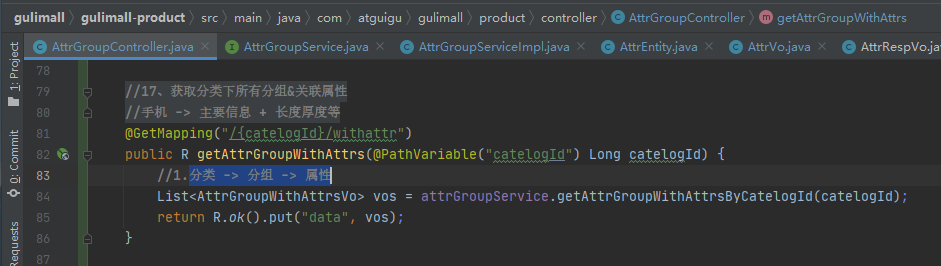 gulimall › gulimall-product › src › main › java › com › atguigu › gulimall › product › controller › AttrGroupController › getAttrGroupWithAttrs
AttrGroupController.java × AttrGroupService.java × AttrGroupServiceImpl.java × AttrEntity.java × AttrVo.java × AttrRespVo.jav
1: Project
0: Commit
Requests
78
79 //17、获取分类下所有分组&关联属性
80 //手机 -> 主要信息 + 长度厚度等
81 @GetMapping("/{catelogId}/withattr")
82 public R getAttrGroupWithAttrs(@PathVariable("catelogId") Long catelogId) {
83 //1.分类 -> 分组 -> 属性
84 List<AttrGroupWithAttrsVo> vos = attrGroupService.getAttrGroupWithAttrsByCatelogId(catelogId);
85 return R.ok().put("data", vos);
86 }
87